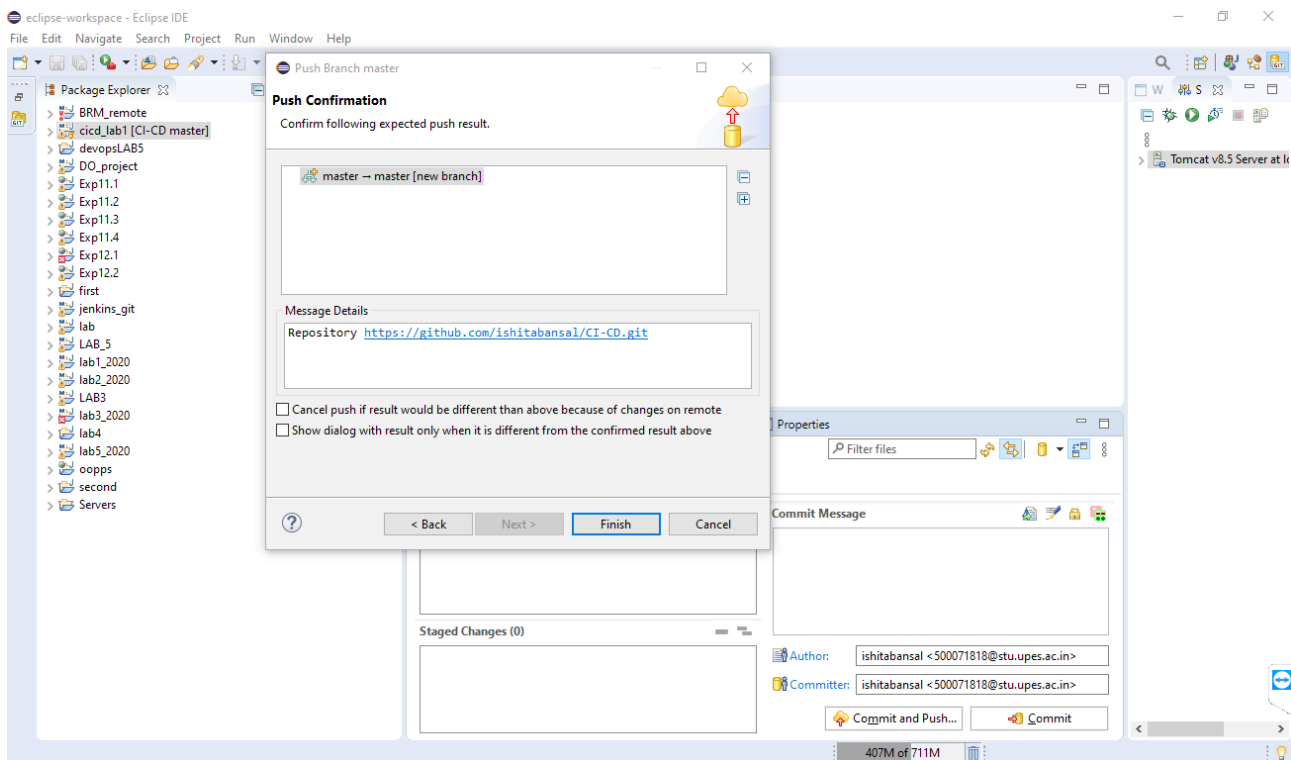 eclipse-workspace - Eclipse IDE
File Edit Navigate Search Project Run Window Help
Package Explorer
BRM_remote
cicd_lab1 [CI-CD master]
devopsLAB5
DO_project
Exp11.1
Exp11.2
Exp11.3
Exp11.4
Exp12.1
Exp12.2
first
jenkins_git
lab
LAB_5
lab1_2020
lab2_2020
LAB3
lab3_2020
lab4
lab5_2020
oopps
second
Servers
Push Branch master
Push Confirmation
Confirm following expected push result.
master → master [new branch]
Message Details
Repository https://github.com/ishitabansal/CI-CD.git
Cancel push if result would be different than above because of changes on remote
Show dialog with result only when it is different from the confirmed result above
? < Back Next > Finish Cancel
W S
Tomcat v8.5 Server at lo
Properties
Filter files
Commit Message
Staged Changes (0)
Author: ishitabansal <500071818@stu.upes.ac.in>
Committer: ishitabansal <500071818@stu.upes.ac.in>
Commit and Push... Commit
407M of 711M